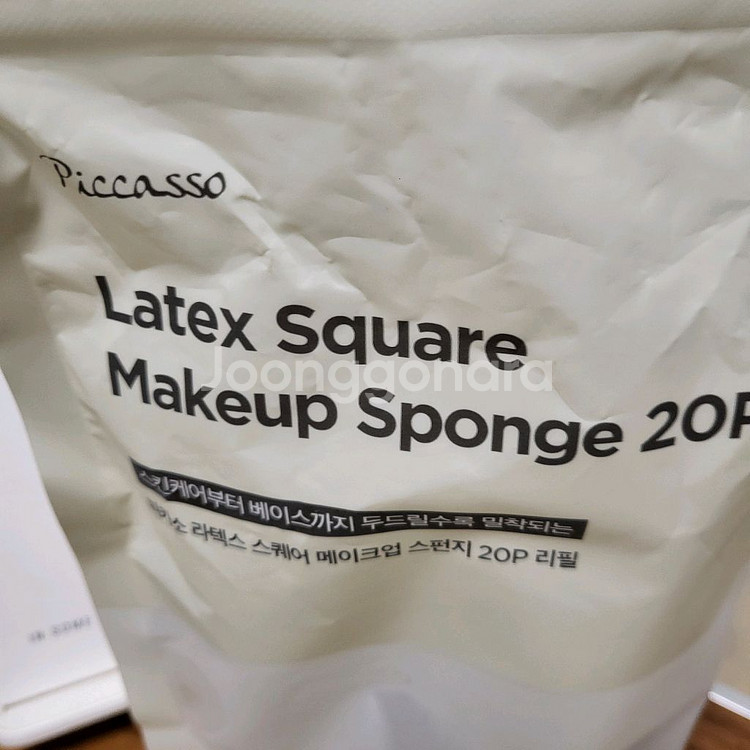 Piccasso
Latex Square
Joonggonara
Makeup Sponge 20P
스킨케어부터 베이스까지 두드릴수록 밀착되는
라텍스 스퀘어 메이크업 스펀지 20P 리필